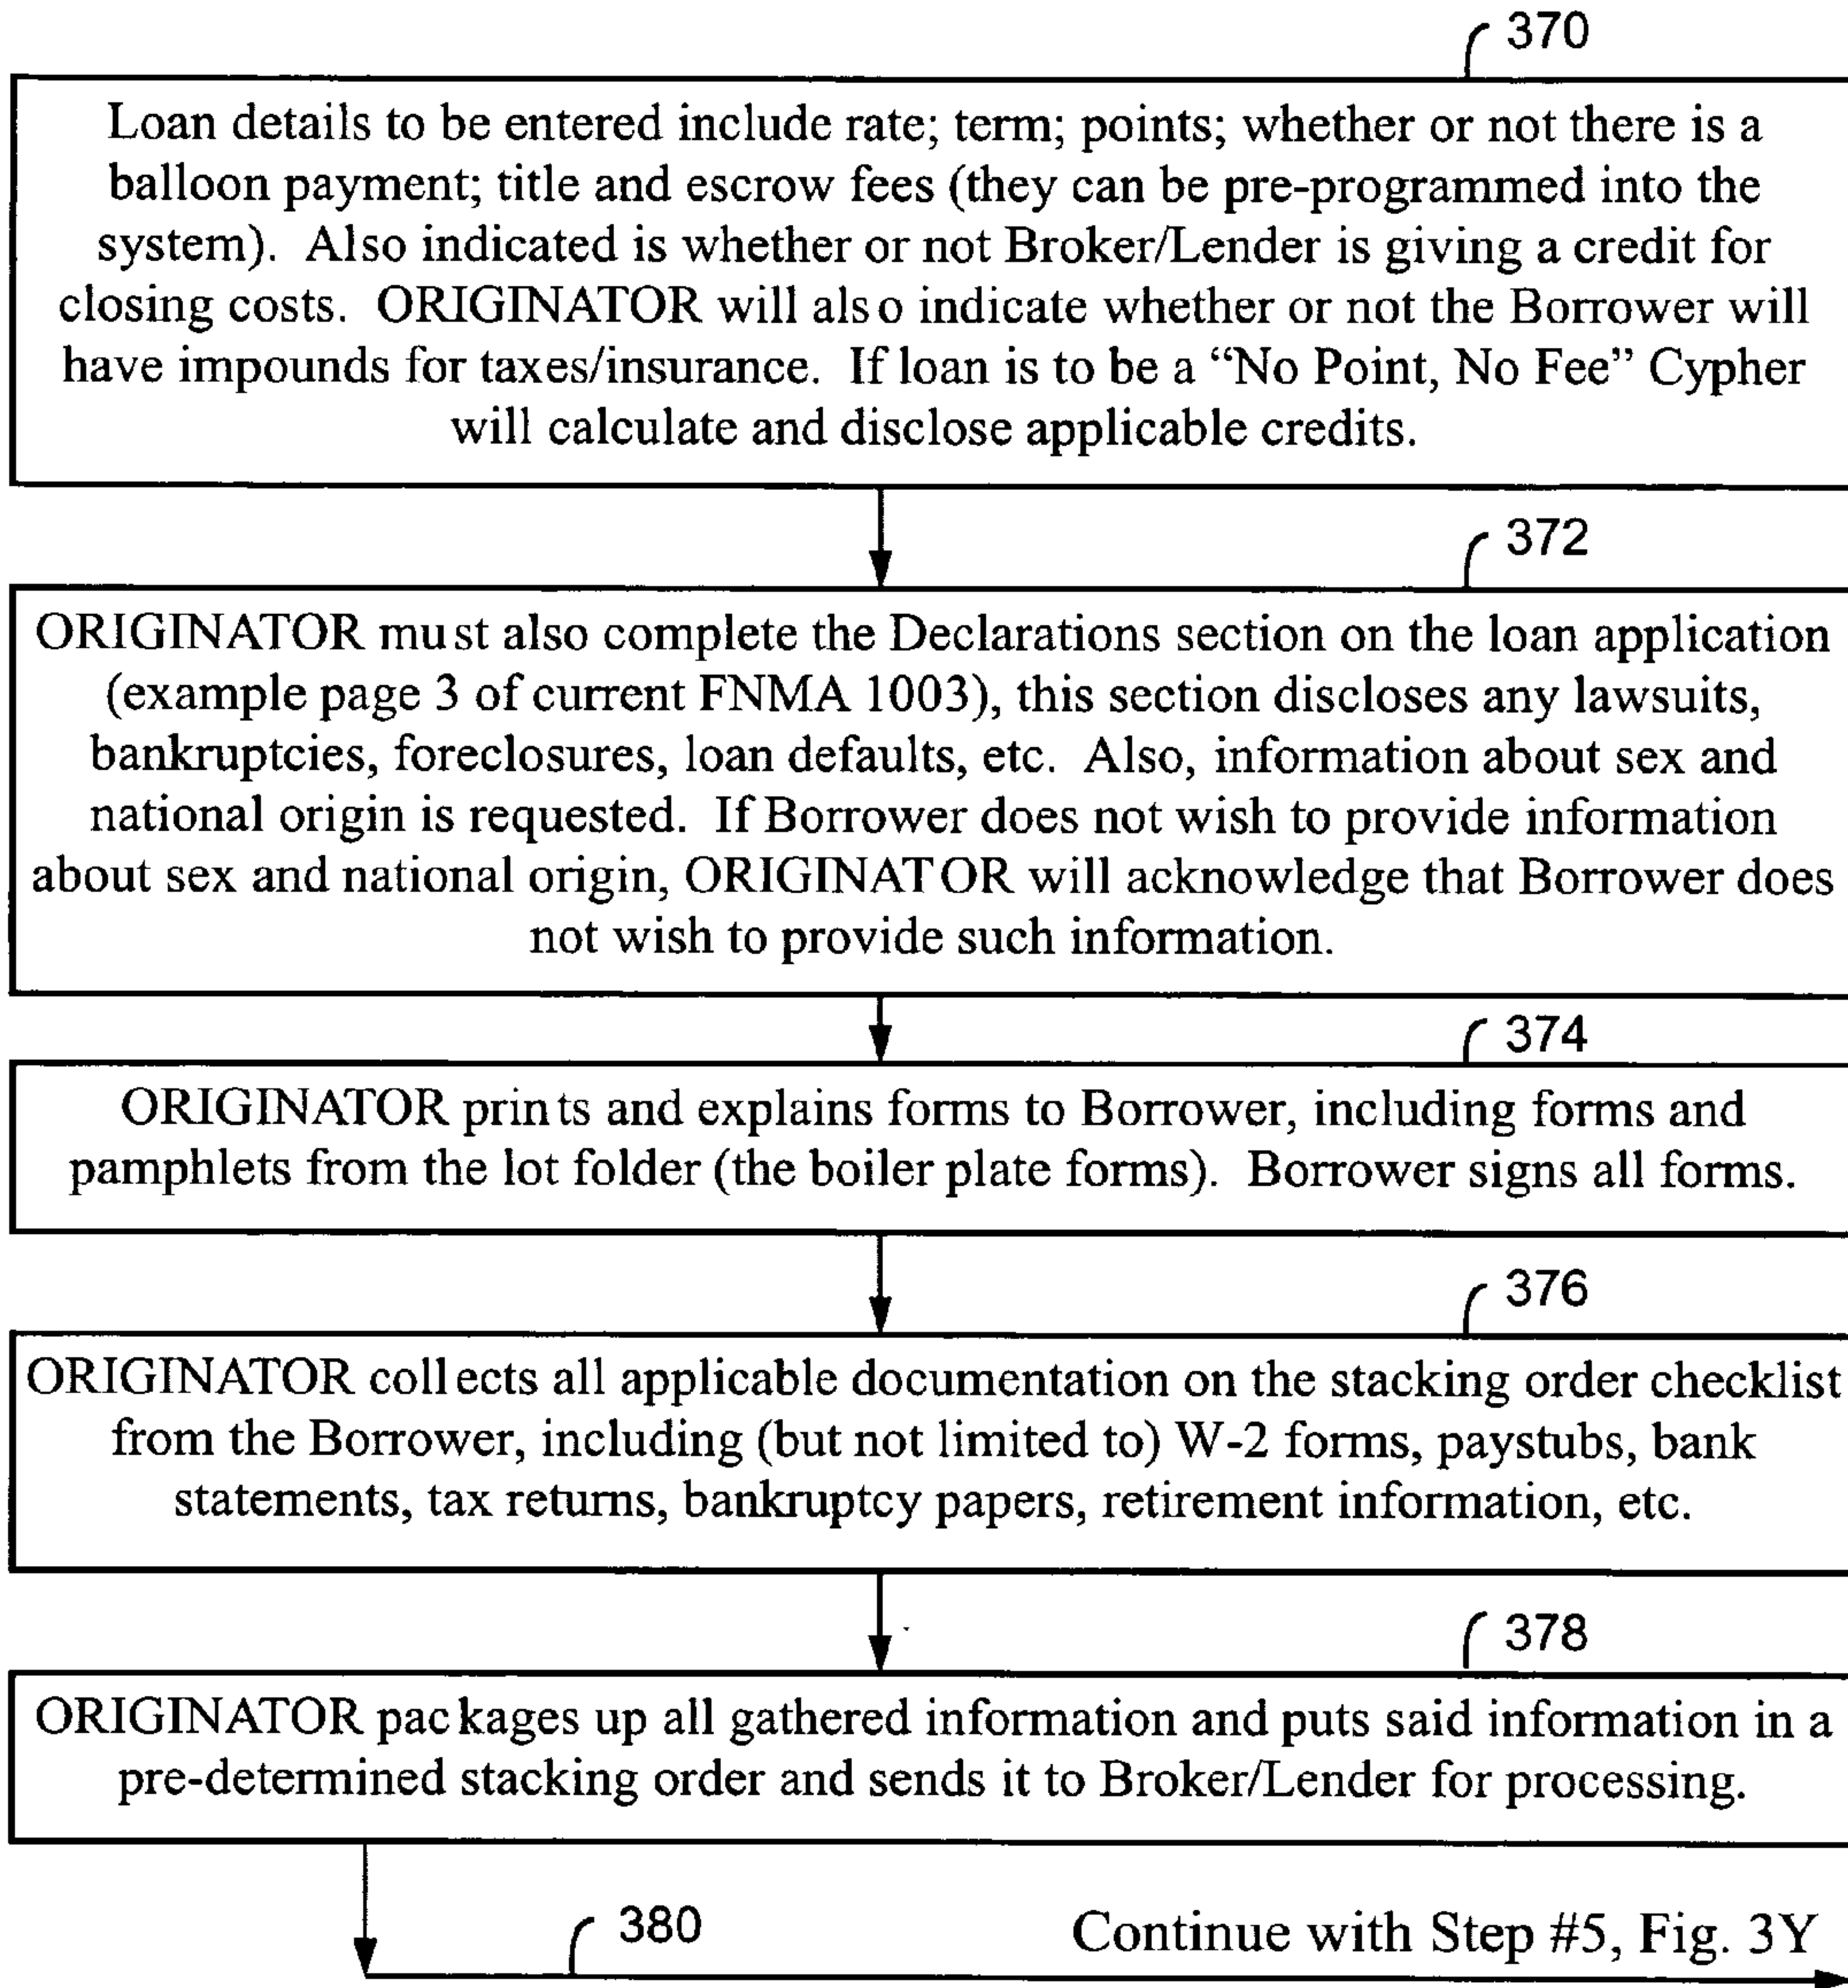 370
Loan details to be entered include rate; term; points; whether or not there is a
balloon payment; title and escrow fees (they can be pre-programmed into the
system). Also indicated is whether or not Broker/Lender is giving a credit for
closing costs. ORIGINATOR will also indicate whether or not the Borrower will
have impounds for taxes/insurance. If loan is to be a “No Point, No Fee” Cypher
will calculate and disclose applicable credits.
372
ORIGINATOR must also complete the Declarations section on the loan application
(example page 3 of current FNMA 1003), this section discloses any lawsuits,
bankruptcies, foreclosures, loan defaults, etc. Also, information about sex and
national origin is requested. If Borrower does not wish to provide information
about sex and national origin, ORIGINATOR will acknowledge that Borrower does
not wish to provide such information.
374
ORIGINATOR prints and explains forms to Borrower, including forms and
pamphlets from the lot folder (the boiler plate forms). Borrower signs all forms.
376
ORIGINATOR collects all applicable documentation on the stacking order checklist
from the Borrower, including (but not limited to) W-2 forms, paystubs, bank
statements, tax returns, bankruptcy papers, retirement information, etc.
378
ORIGINATOR packages up all gathered information and puts said information in a
pre-determined stacking order and sends it to Broker/Lender for processing.
380
Continue with Step #5, Fig. 3Y